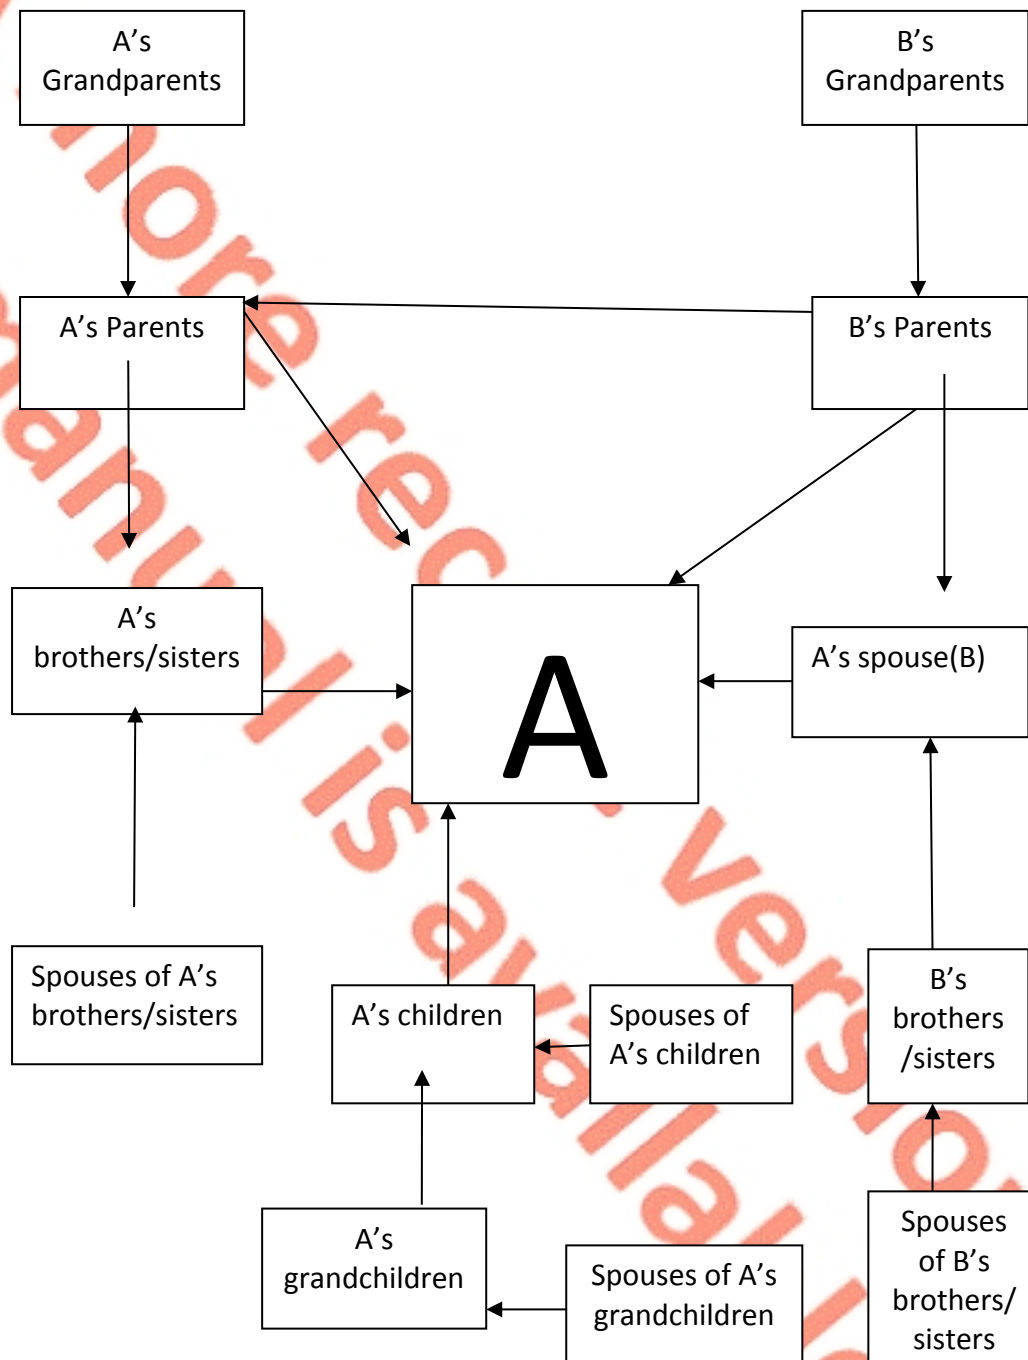 A's
Grandparents
B's
Grandparents
A's Parents
B's Parents
A's
brothers/sisters
A
A's spouse(B)
Spouses of A's
brothers/sisters
A's children
Spouses of
A's children
B's
brothers
/sisters
A's
grandchildren
Spouses of A's
grandchildren
Spouses
of B's
brothers/
sisters